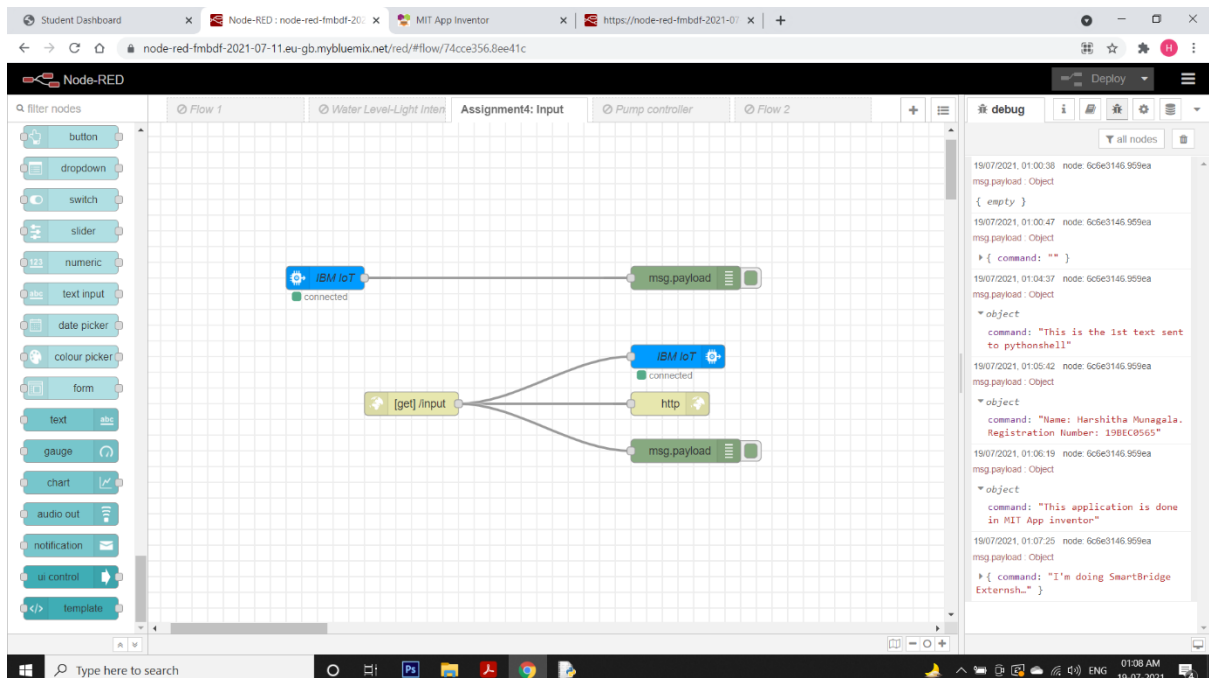 Student Dashboard
Node-RED : node-red-fmbdf-202
MIT App Inventor
https://node-red-fmbdf-2021-07
node-red-fmbdf-2021-07-11.eu-gb.mybluemix.net/red/#flow/74cce356.8ee41c
H
Node-RED
Deploy
filter nodes
Flow 1
Water Level-Light Inten
Assignment4: Input
Pump controller
Flow 2
debug
i
all nodes
button
dropdown
switch
slider
123 numeric
abc text input
date picker
colour picker
form
text abc
gauge
chart
audio out
notification
ui control
</> template
IBM IoT
connected
msg.payload
IBM IoT
connected
[get] /input
http
msg.payload
19/07/2021, 01:00:38 node: 6c6e3146.959ea
msg.payload : Object
{ empty }
19/07/2021, 01:00:47 node: 6c6e3146.959ea
msg.payload : Object
{ command: "" }
19/07/2021, 01:04:37 node: 6c6e3146.959ea
msg.payload : Object
object
command: "This is the 1st text sent
to pythonshell"
19/07/2021, 01:05:42 node: 6c6e3146.959ea
msg.payload : Object
object
command: "Name: Harshitha Munagala.
Registration Number: 19BEC0565"
19/07/2021, 01:06:19 node: 6c6e3146.959ea
msg.payload : Object
object
command: "This application is done
in MIT App inventor"
19/07/2021, 01:07:25 node: 6c6e3146.959ea
msg.payload : Object
{ command: "I'm doing SmartBridge
Externsh…" }
Type here to search
Ps
ENG
01:08 AM
19-07-2021